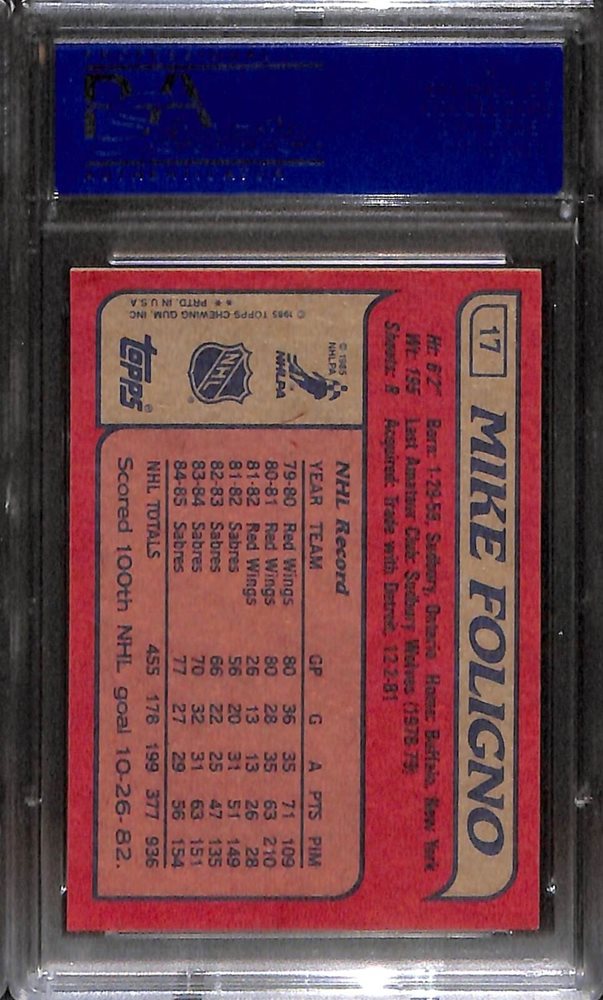 17 MIKE FOLIGNO
Ht: 6'2" Born: 1-29-59, Sudbury, Ontario Home: Buffalo, New York
Wt: 195 Last Amateur Club: Sudbury Wolves (1978-79)
Shoots: R Acquired: Trade with Detroit, 12-2-81
© 1985
NHLPA
NHLPA
NHL
topps®
© 1985 TOPPS CHEWING GUM, INC
** PRTD. IN U.S.A
NHL Record
YEAR TEAM GP G A PTS PIM
79-80 Red Wings 80 36 35 71 109
80-81 Red Wings 80 28 35 63 210
81-82 Red Wings 26 13 13 26 28
81-82 Sabres 56 20 31 51 149
82-83 Sabres 66 22 25 47 135
83-84 Sabres 70 32 31 63 151
84-85 Sabres 77 27 29 56 154
NHL TOTALS 455 178 199 377 936
Scored 100th NHL goal 10-26-82.